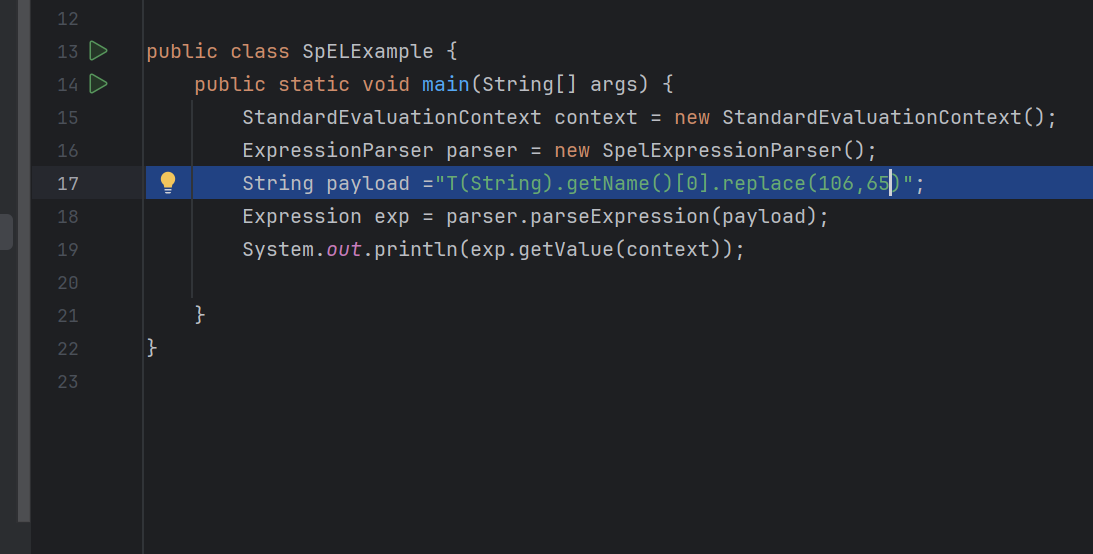 12
13 public class SpELExample {
14 public static void main(String[] args) {
15 StandardEvaluationContext context = new StandardEvaluationContext();
16 ExpressionParser parser = new SpelExpressionParser();
17 String payload ="T(String).getName()[0].replace(106,65)";
18 Expression exp = parser.parseExpression(payload);
19 System.out.println(exp.getValue(context));
20
21 }
22 }
23